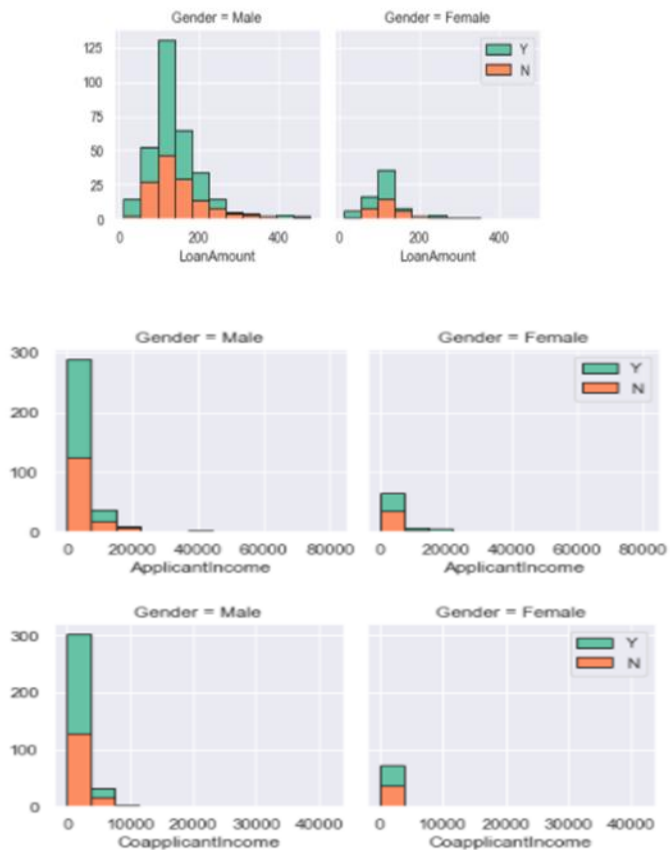 Gender = Male Gender = Female
125
100
75
50
25
0
Y
N
0 200 400 0 200 400
LoanAmount LoanAmount
Gender = Male Gender = Female
300
200
100
0
Y
N
0 20000 40000 60000 80000 0 20000 40000 60000 80000
ApplicantIncome ApplicantIncome
Gender = Male Gender = Female
300
200
100
0
Y
N
0 10000 20000 30000 40000 0 10000 20000 30000 40000
CoapplicantIncome CoapplicantIncome